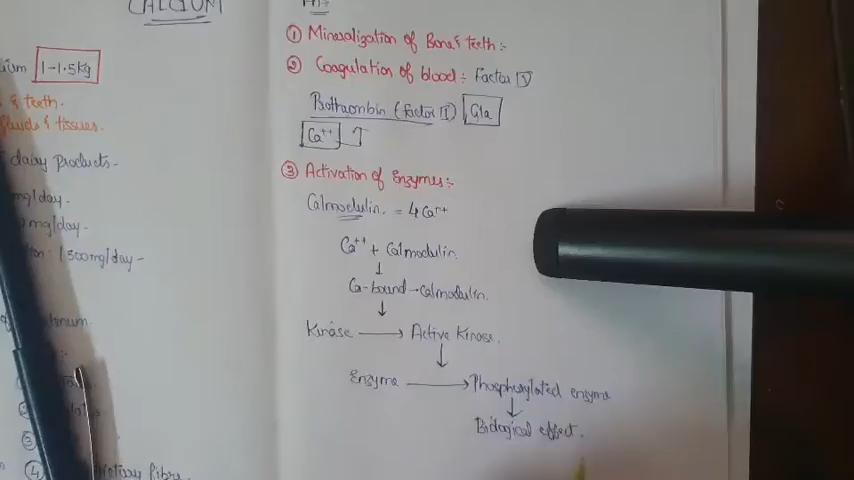 CALCIUM
1-1.5kg
& teeth.
fluids & tissues.
dairy products-
mg/day-
mg/day-
1500mg/day-
① Mineralization of Bone & teeth:-
② Coagulation of blood:- Factor IV
Prothrombin (factor II) Gla
Ca++
③ Activation of Enzymes:-
Calmodulin. = 4Ca++
Ca++ + Calmodulin.
↓
Ca-bound-Calmodulin.
↓
Kinase → Active Kinase.
↓
Enzyme → Phosphorylated enzyme
↓
Biological effect.
④